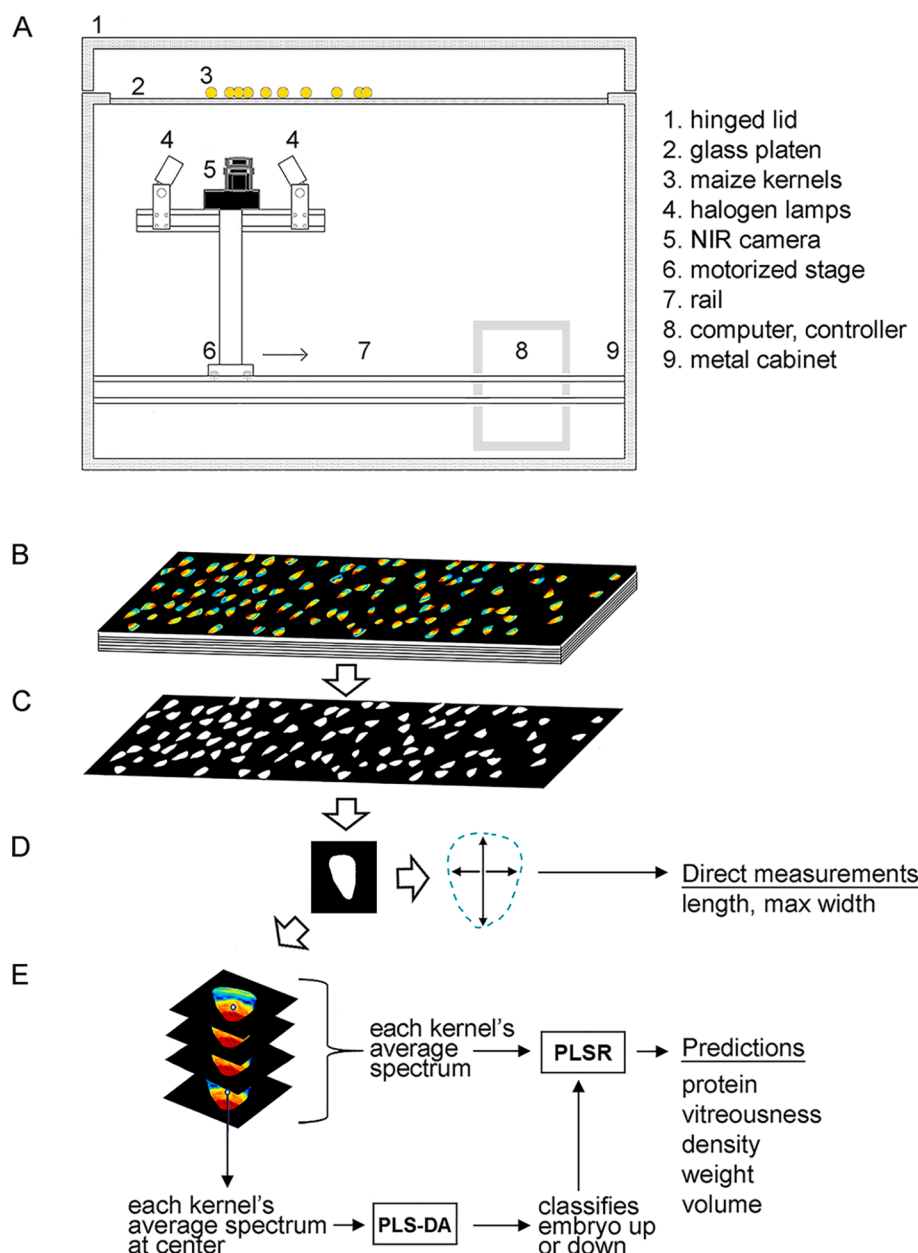 A
1
2
3
4
4
5
6
7
8
9
1. hinged lid
2. glass platen
3. maize kernels
4. halogen lamps
5. NIR camera
6. motorized stage
7. rail
8. computer, controller
9. metal cabinet
B
C
D
Direct measurements
length, max width
E
each kernel's
average
spectrum
PLSR
Predictions
protein
vitreousness
density
weight
volume
each kernel's
average spectrum
at center
PLS-DA
classifies
embryo up
or down